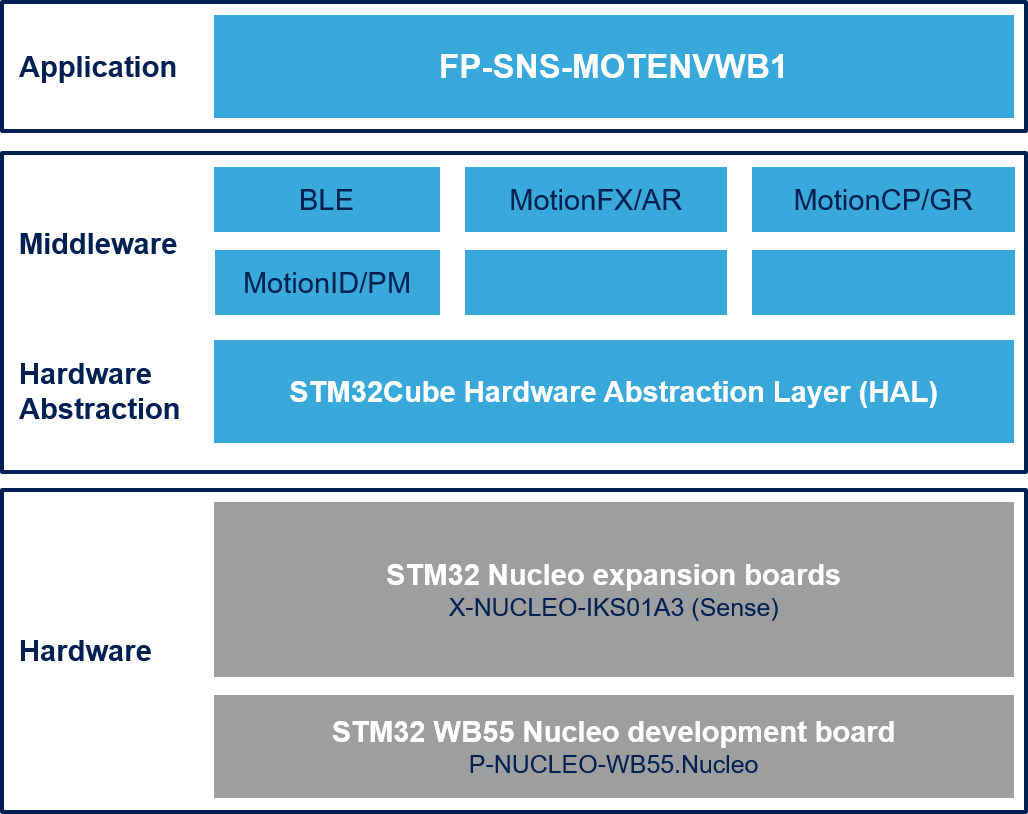 Application
FP-SNS-MOTENVWB1
Middleware
BLE
MotionFX/AR
MotionCP/GR
MotionID/PM
Hardware
Abstraction
STM32Cube Hardware Abstraction Layer (HAL)
Hardware
STM32 Nucleo expansion boards
X-NUCLEO-IKS01A3 (Sense)
STM32 WB55 Nucleo development board
P-NUCLEO-WB55.Nucleo